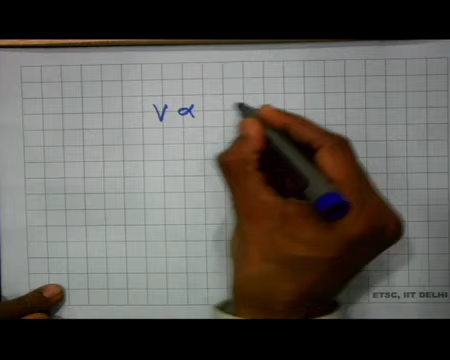 V ∝
ETSC, IIT DELHI